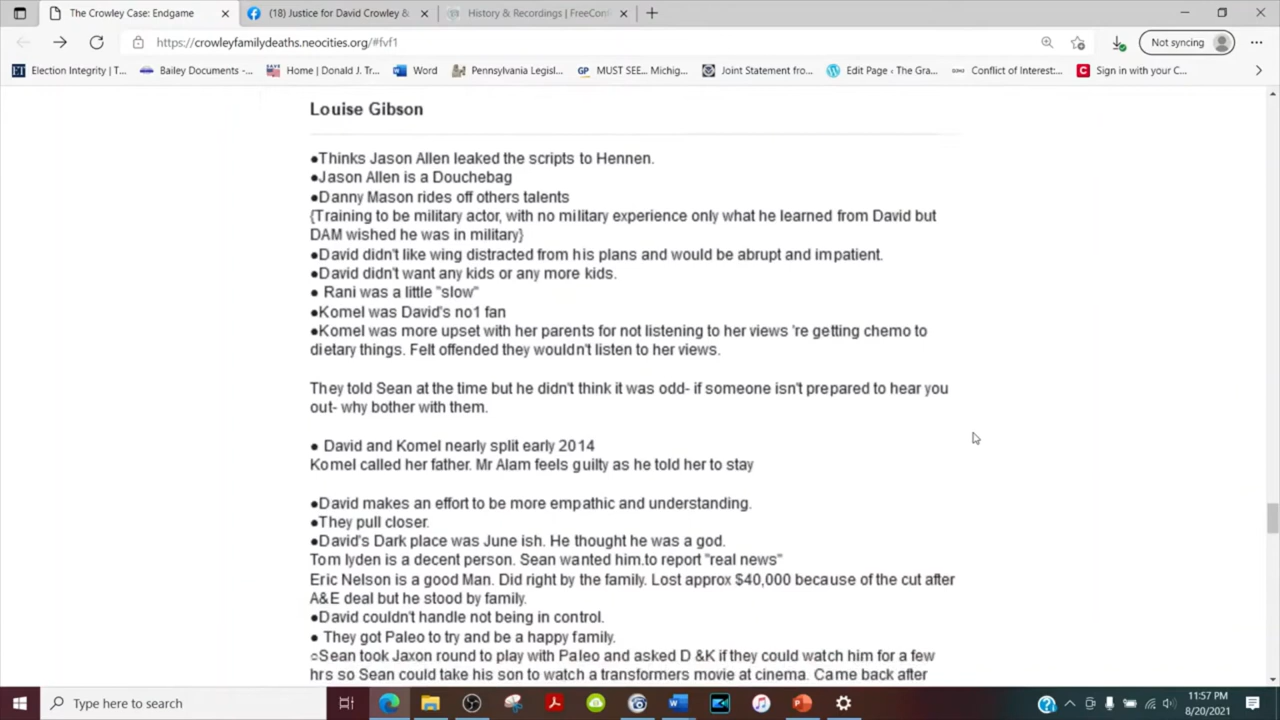 The Crowley Case: Endgame
(18) Justice for David Crowley &
History & Recordings | FreeConf
https://crowleyfamilydeaths.neocities.org/#fvf1
Not syncing
Election Integrity | T...
Bailey Documents -...
Home | Donald J. Tr...
Word
Pennsylvania Legisl...
MUST SEE... Michig...
Joint Statement fro...
Edit Page ‹ The Gra...
Conflict of Interest:...
Sign in with your C...
Louise Gibson
●Thinks Jason Allen leaked the scripts to Hennen.
●Jason Allen is a Douchebag
●Danny Mason rides off others talents
{Training to be military actor, with no military experience only what he learned from David but
DAM wished he was in military}
●David didn't like wing distracted from his plans and would be abrupt and impatient.
●David didn't want any kids or any more kids.
● Rani was a little "slow"
●Komel was David's no1 fan
●Komel was more upset with her parents for not listening to her views 're getting chemo to
dietary things. Felt offended they wouldn't listen to her views.
They told Sean at the time but he didn't think it was odd- if someone isn't prepared to hear you
out- why bother with them.
● David and Komel nearly split early 2014
Komel called her father. Mr Alam feels guilty as he told her to stay
●David makes an effort to be more empathic and understanding.
●They pull closer.
●David's Dark place was June ish. He thought he was a god.
Tom lyden is a decent person. Sean wanted him.to report "real news"
Eric Nelson is a good Man. Did right by the family. Lost approx $40,000 because of the cut after
A&E deal but he stood by family.
●David couldn't handle not being in control.
● They got Paleo to try and be a happy family.
○Sean took Jaxon round to play with Paleo and asked D &K if they could watch him for a few
hrs so Sean could take his son to watch a transformers movie at cinema. Came back after
Type here to search
11:57 PM
8/20/2021